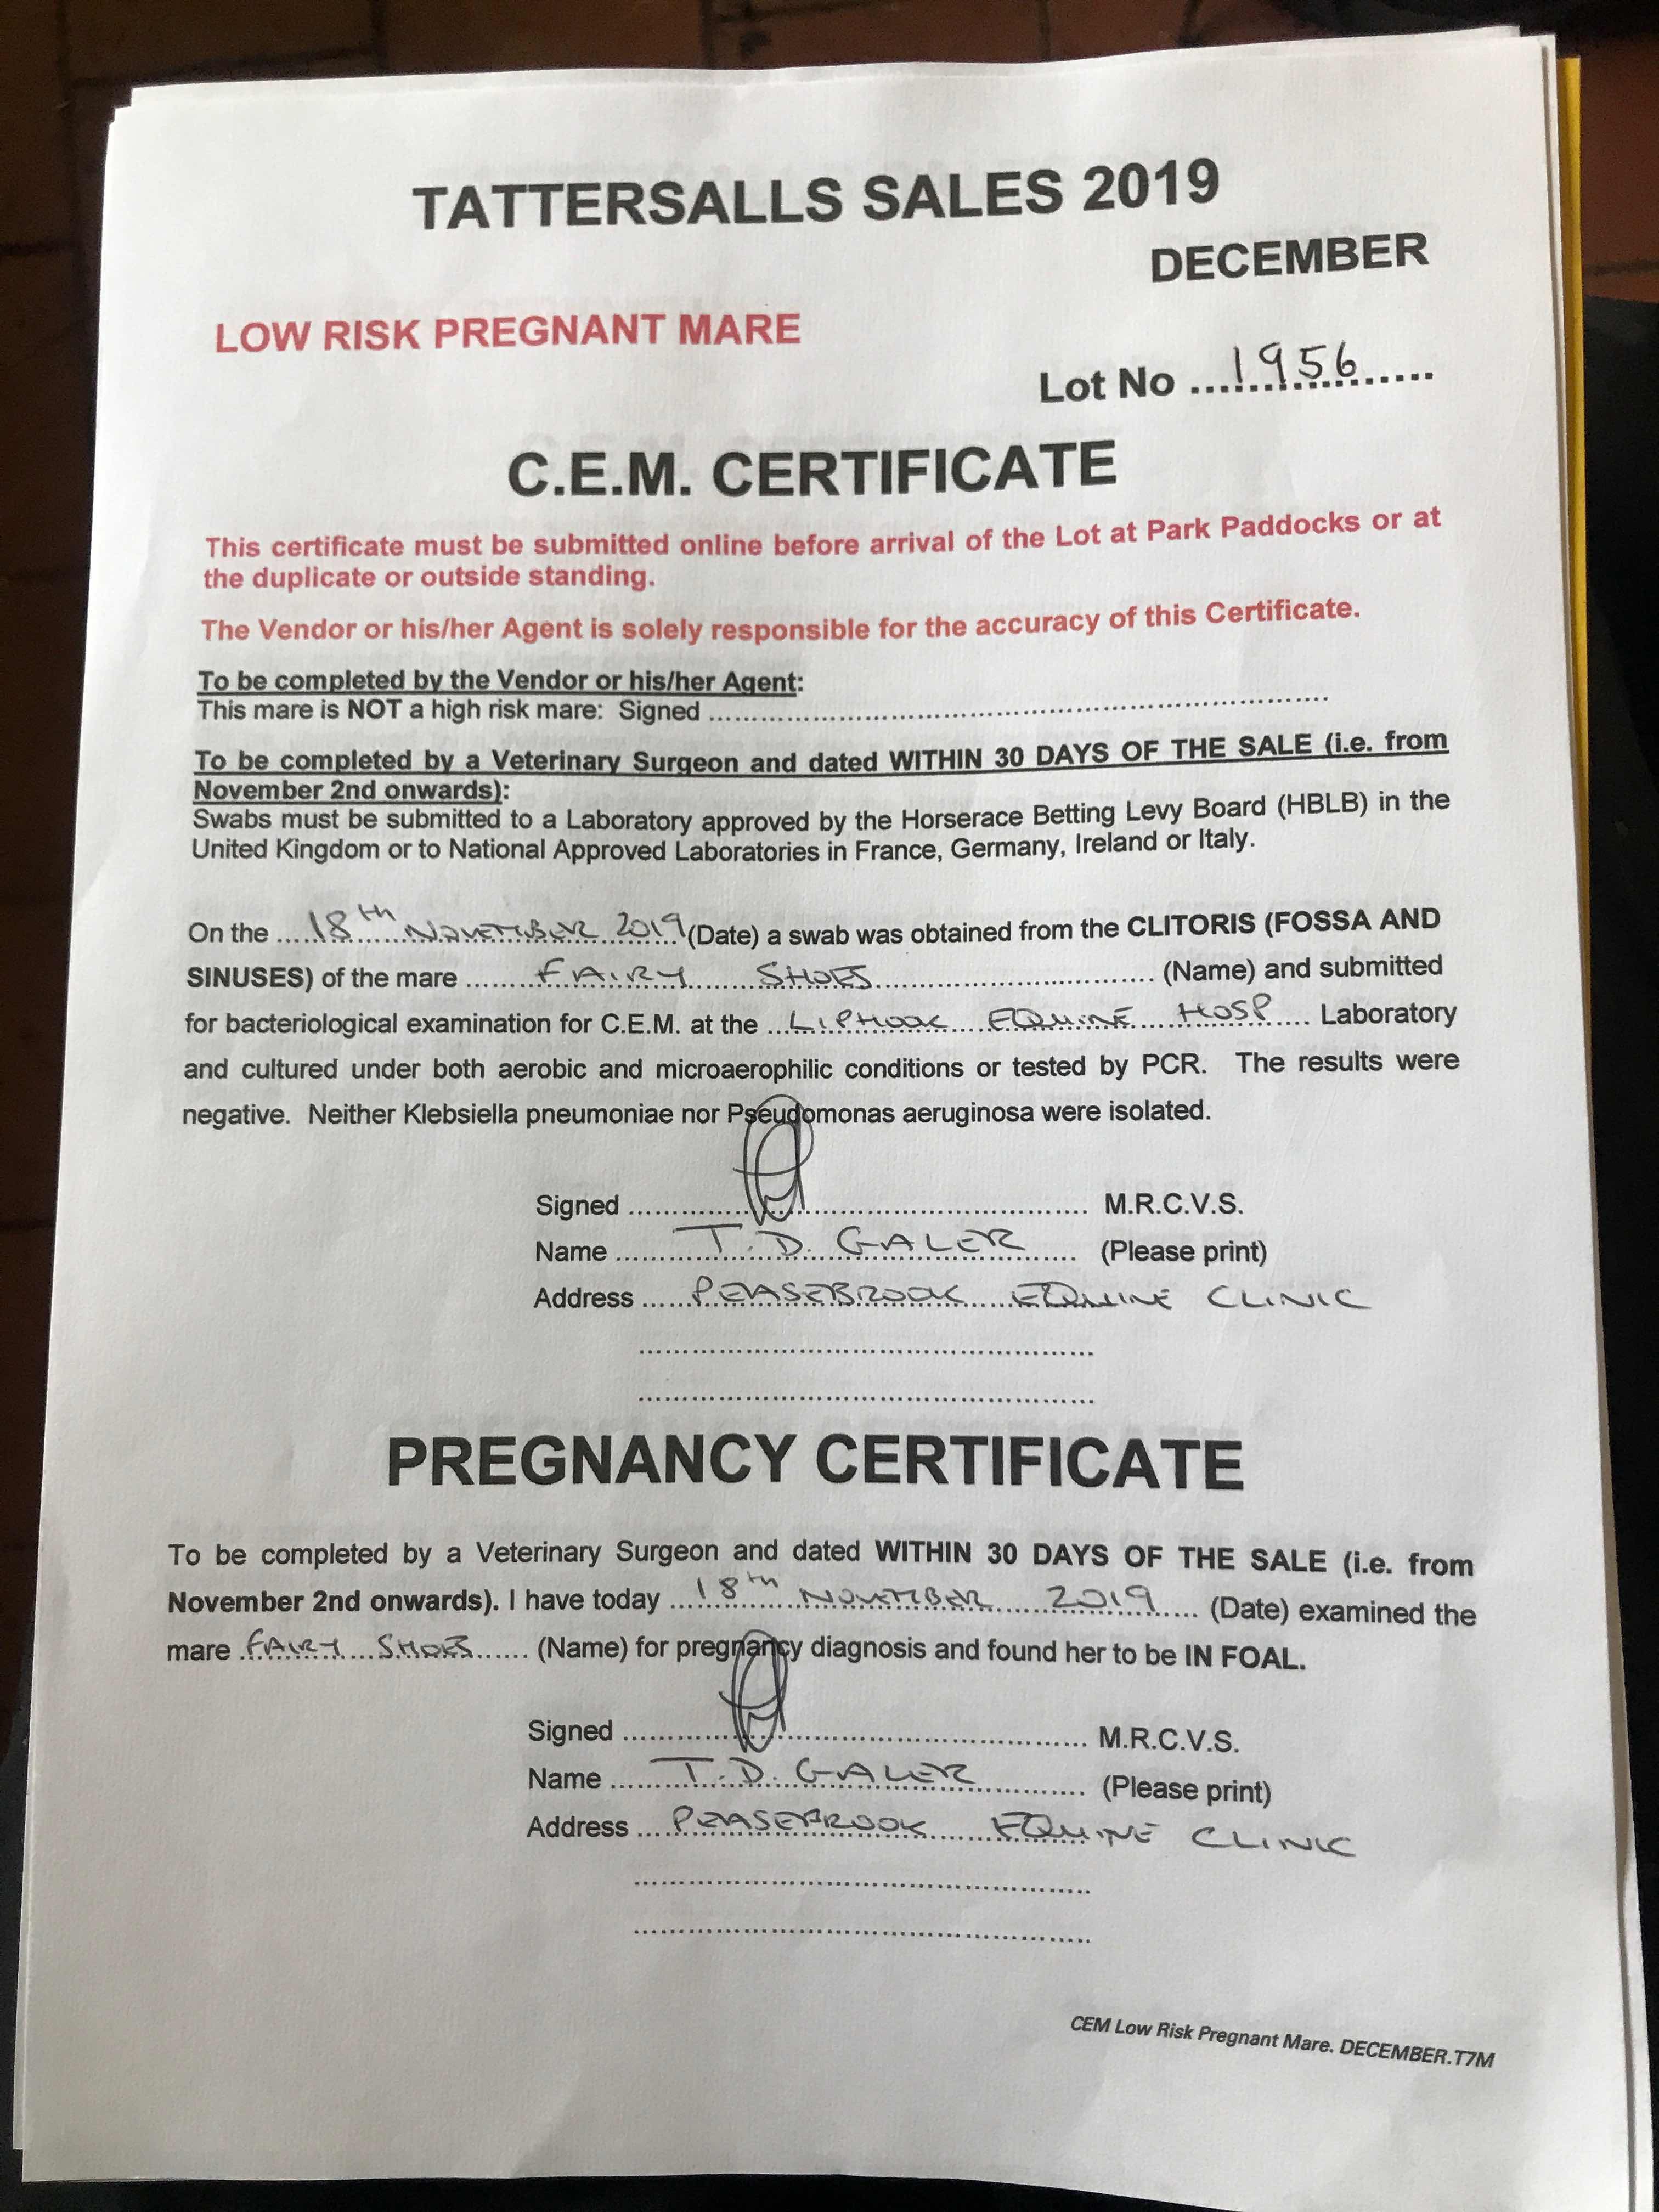 TATTERSALLS SALES 2019
DECEMBER
LOW RISK PREGNANT MARE
Lot No ...1956......
C.E.M. CERTIFICATE
This certificate must be submitted online before arrival of the Lot at Park Paddocks or at
the duplicate or outside standing.
The Vendor or his/her Agent is solely responsible for the accuracy of this Certificate.
To be completed by the Vendor or his/her Agent:
This mare is NOT a high risk mare: Signed ......................................................
To be completed by a Veterinary Surgeon and dated WITHIN 30 DAYS OF THE SALE (i.e. from
November 2nd onwards):
Swabs must be submitted to a Laboratory approved by the Horserace Betting Levy Board (HBLB) in the
United Kingdom or to National Approved Laboratories in France, Germany, Ireland or Italy.
On the ..... 18th NOVEMBER 2019 (Date) a swab was obtained from the CLITORIS (FOSSA AND
SINUSES) of the mare ........ FAIRY SHOES .............................. (Name) and submitted
for bacteriological examination for C.E.M. at the ... LIPHOOK EQUINE HOSP .... Laboratory
and cultured under both aerobic and microaerophilic conditions or tested by PCR. The results were
negative. Neither Klebsiella pneumoniae nor Pseudomonas aeruginosa were isolated.
Signed ........................................ M.R.C.V.S.
Name ........ T. D. GALER ........ (Please print)
Address ...... PEASEBROOK EQUINE CLINIC
PREGNANCY CERTIFICATE
To be completed by a Veterinary Surgeon and dated WITHIN 30 DAYS OF THE SALE (i.e. from
November 2nd onwards). I have today .... 18th NOVEMBER 2019 .... (Date) examined the
mare . FAIRY SHOES ...... (Name) for pregnancy diagnosis and found her to be IN FOAL.
Signed ........................................ M.R.C.V.S.
Name ....... T. D. GALER .......... (Please print)
Address .... PEASEBROOK EQUINE CLINIC
CEM Low Risk Pregnant Mare. DECEMBER.T7M